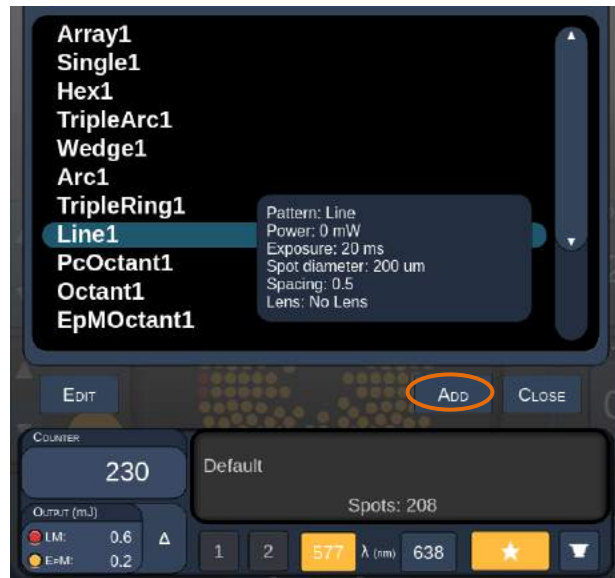 Array1
Single1
Hex1
TripleArc1
Wedge1
Arc1
TripleRing1
Line1
PcOctant1
Octant1
EpMOctant1
Pattern: Line
Power: 0 mW
Exposure: 20 ms
Spot diameter: 200 um
Spacing: 0.5
Lens: No Lens
EDIT
ADD
CLOSE
COUNTER
230
Default
Spots: 208
OUTPUT (mJ)
LM: 0.6 Δ
EPM: 0.2
1 2 577 λ (nm) 638